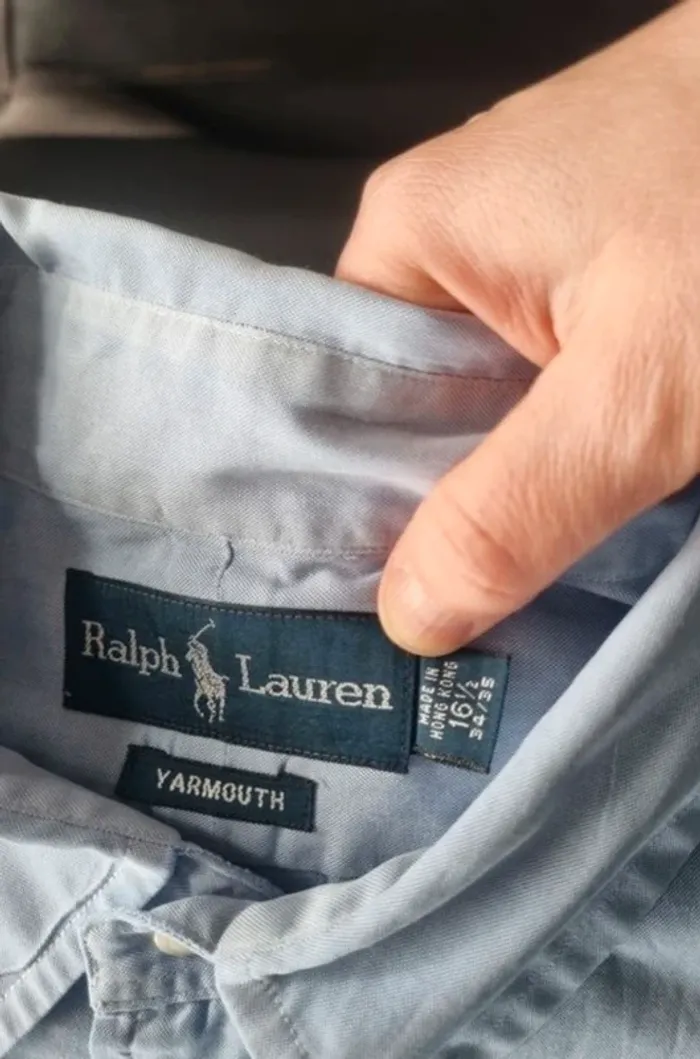 Ralph Lauren
MADE IN
HONG KONG
16½
34/35
YARMOUTH